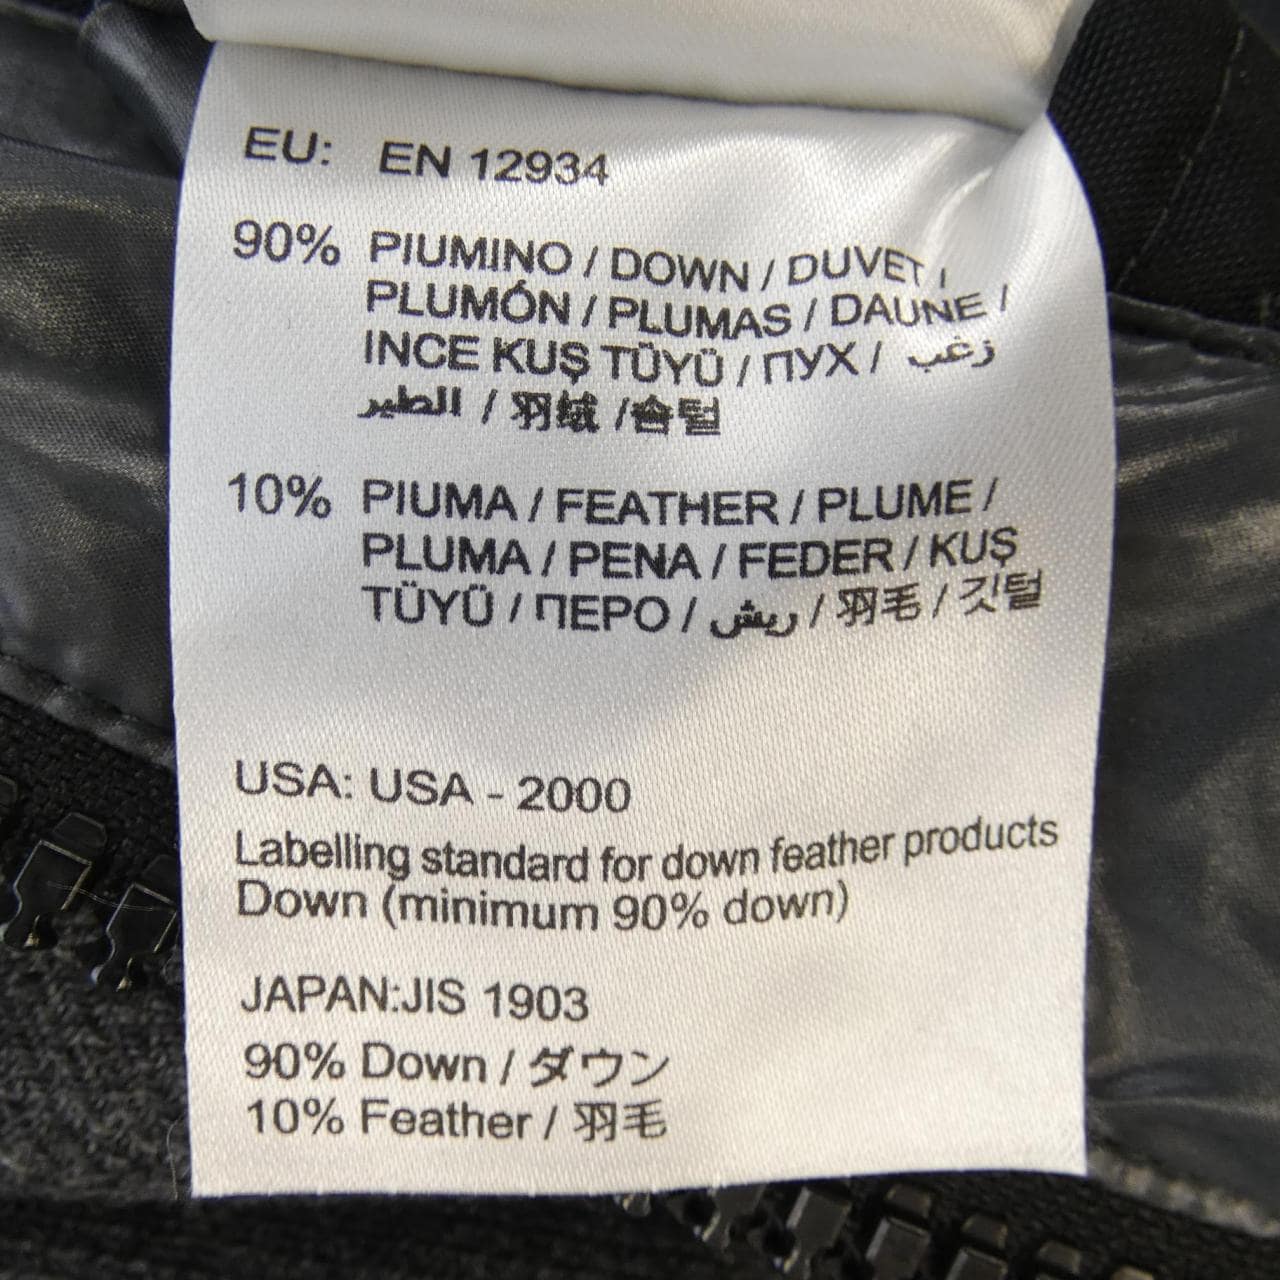 EU: EN 12934
90% PIUMINO / DOWN / DUVET /
PLUMÓN / PLUMAS / DAUNE /
INCE KUŞ TÜYÜ / ПУХ / زغب
الطير / 羽绒 / 솜털
10% PIUMA / FEATHER / PLUME /
PLUMA / PENA / FEDER / KUŞ
TÜYÜ / ПЕРО / ريش / 羽毛 / 깃털
USA: USA - 2000
Labelling standard for down feather products
Down (minimum 90% down)
JAPAN:JIS 1903
90% Down / ダウン
10% Feather / 羽毛